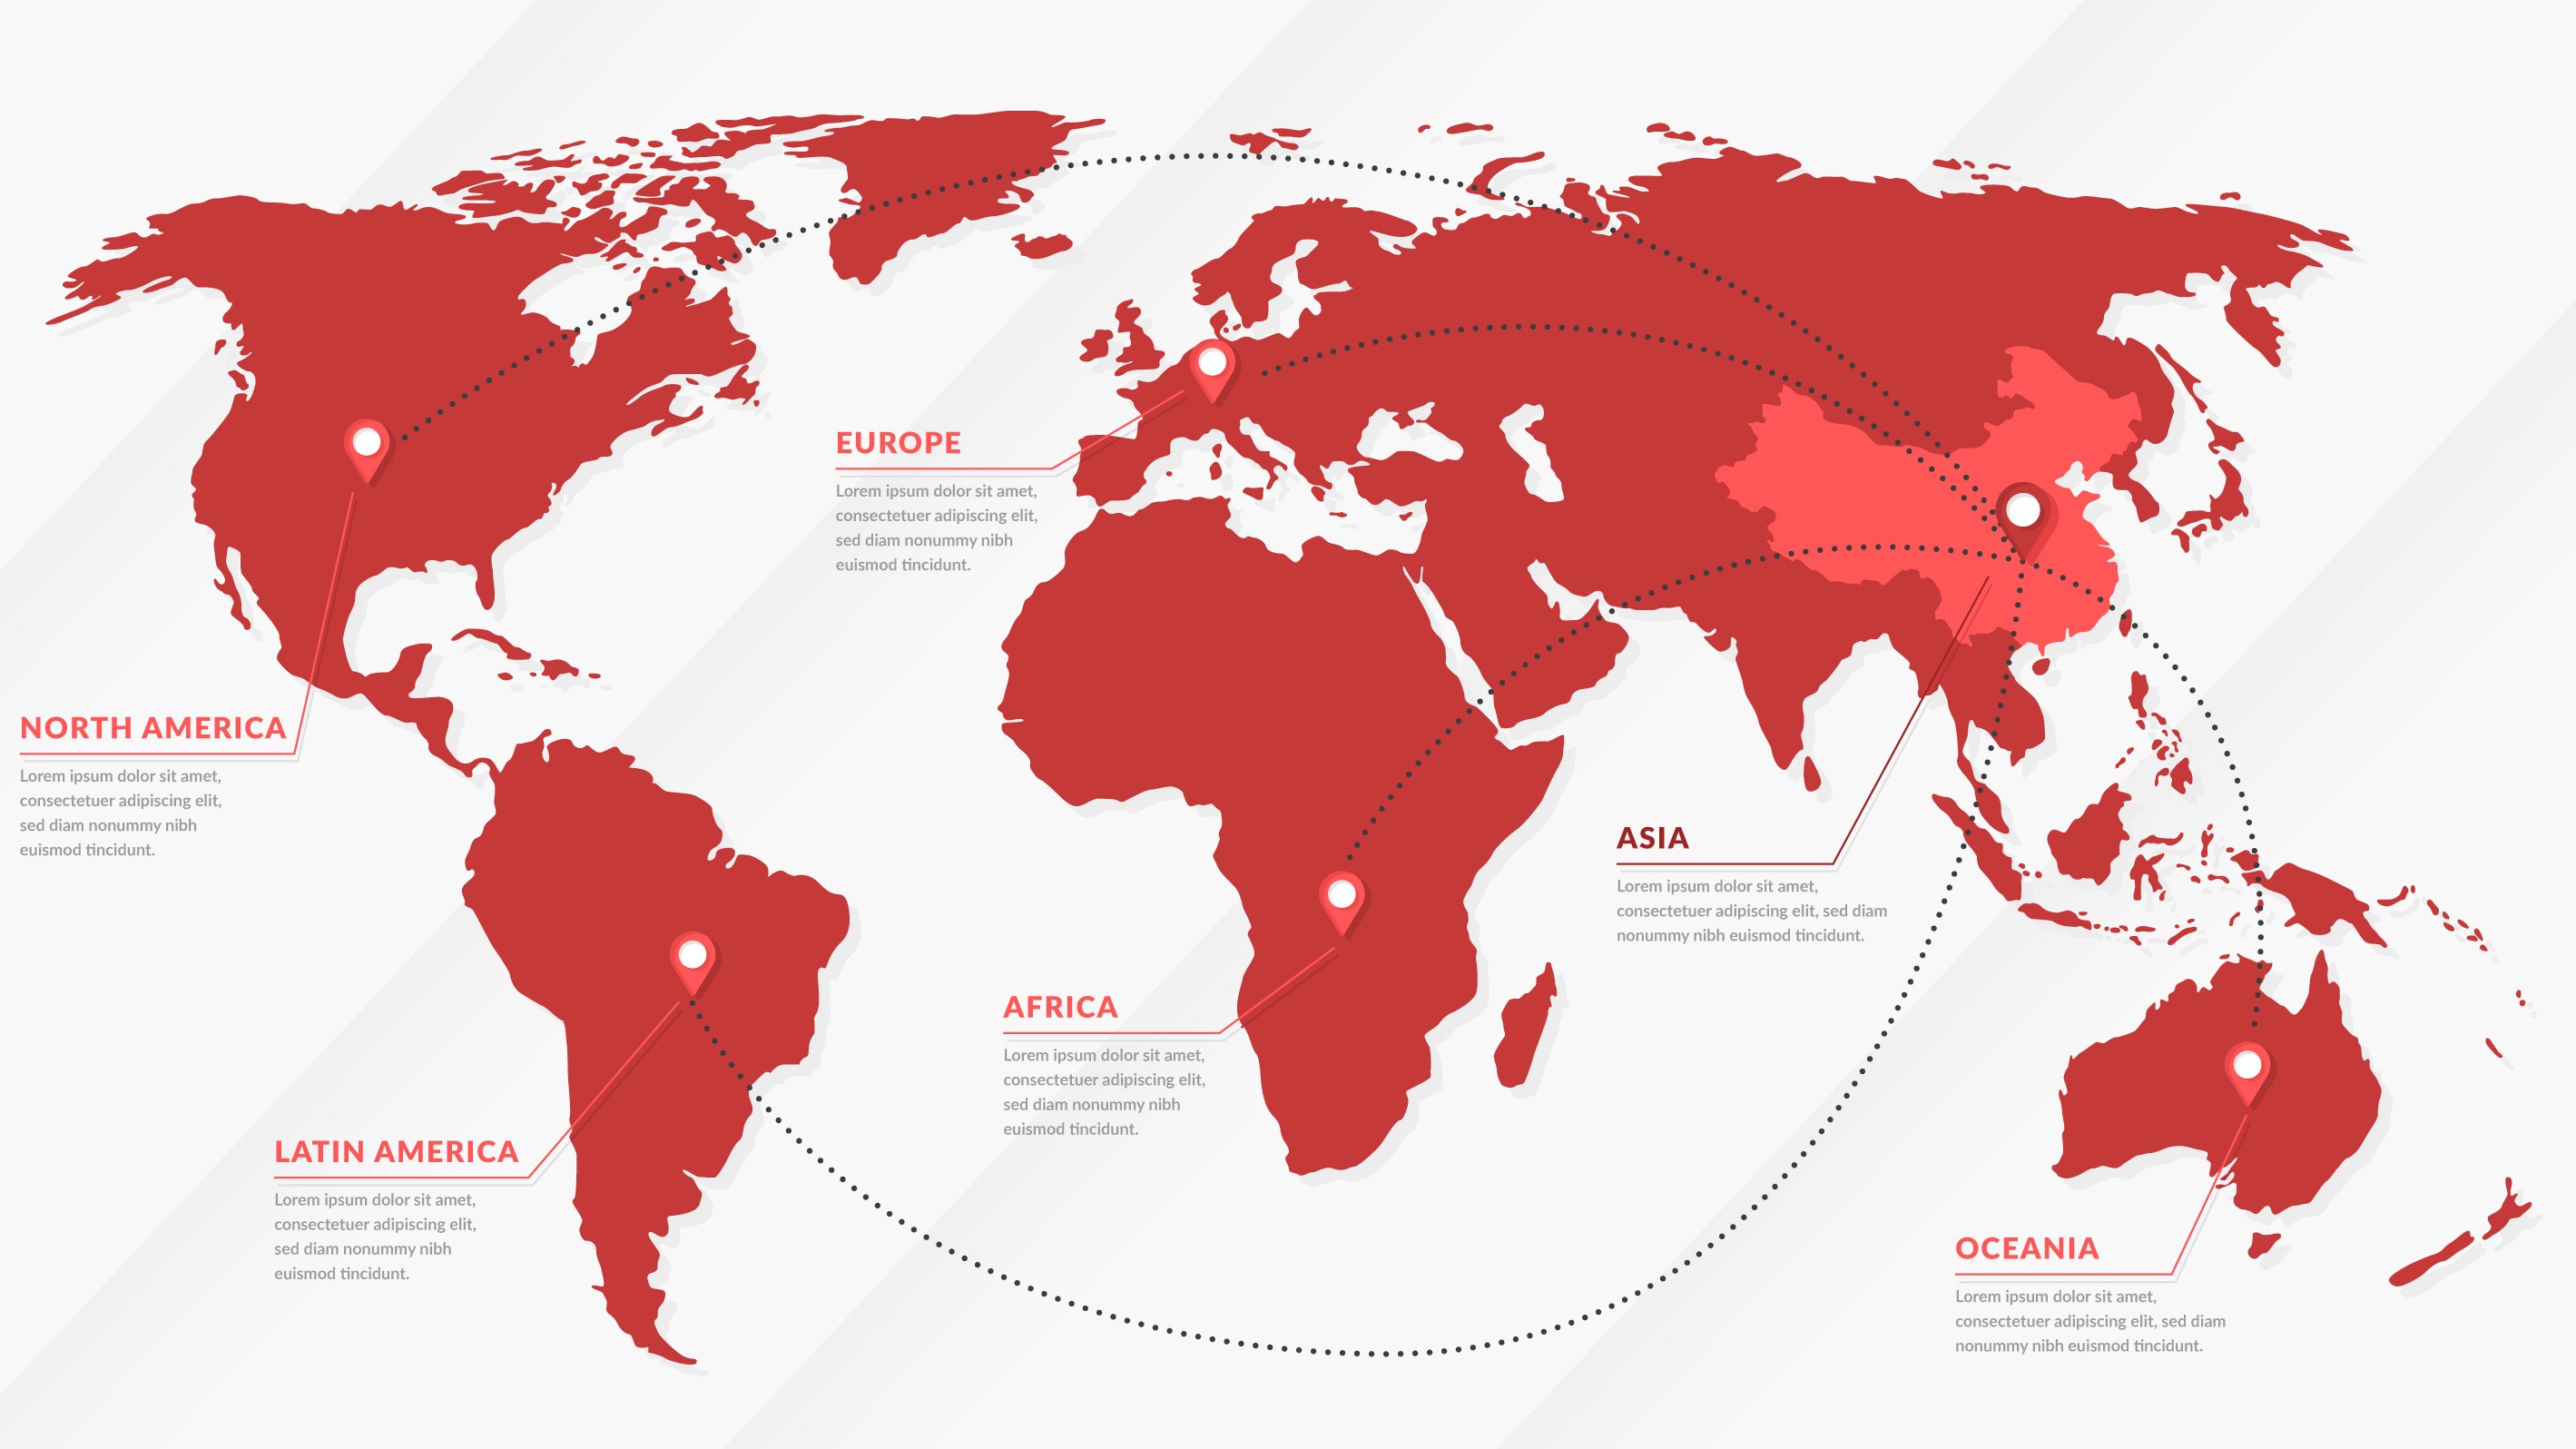 EUROPE
Lorem ipsum dolor sit amet,
consectetuer adipiscing elit,
sed diam nonummy nibh
euismod tincidunt.
NORTH AMERICA
Lorem ipsum dolor sit amet,
consectetuer adipiscing elit,
sed diam nonummy nibh
euismod tincidunt.
ASIA
Lorem ipsum dolor sit amet,
consectetuer adipiscing elit, sed diam
nonummy nibh euismod tincidunt.
AFRICA
Lorem ipsum dolor sit amet,
consectetuer adipiscing elit,
sed diam nonummy nibh
euismod tincidunt.
LATIN AMERICA
Lorem ipsum dolor sit amet,
consectetuer adipiscing elit,
sed diam nonummy nibh
euismod tincidunt.
OCEANIA
Lorem ipsum dolor sit amet,
consectetuer adipiscing elit, sed diam
nonummy nibh euismod tincidunt.